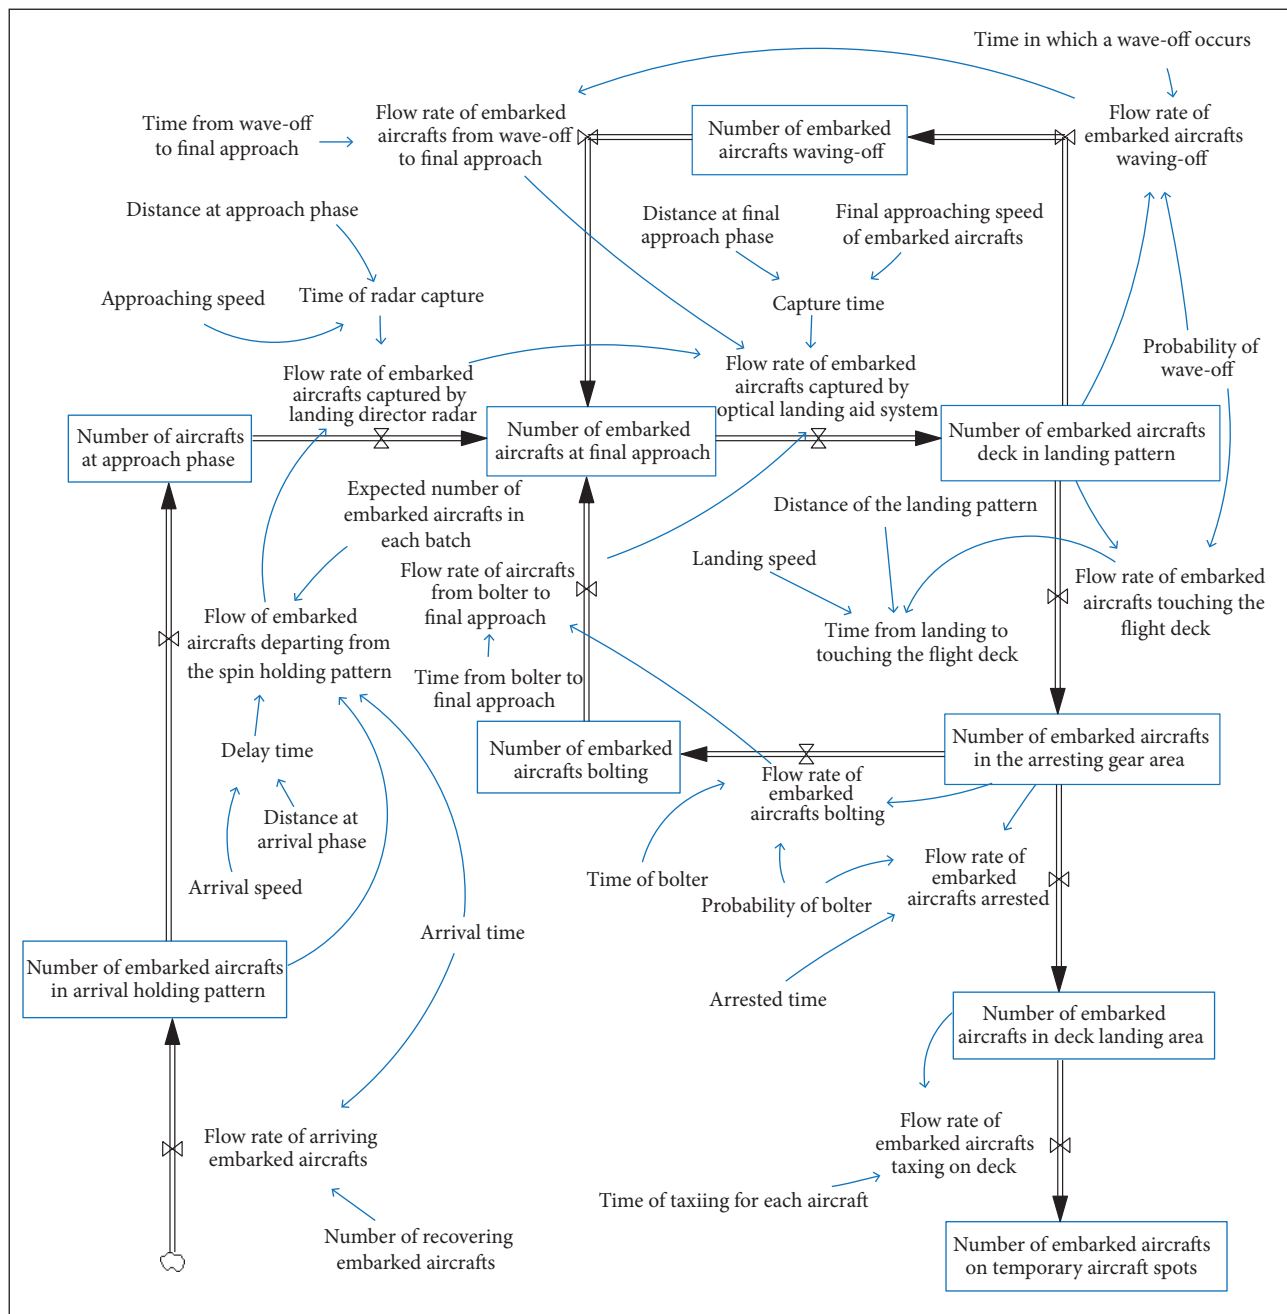 Time in which a wave-off occurs
Time from wave-off
to final approach
Flow rate of embarked
aircrafts from wave-off
to final approach
Number of embarked
aircrafts waving-off
Flow rate of
embarked aircrafts
waving-off
Distance at approach phase
Distance at final
approach phase
Final approaching speed
of embarked aircrafts
Approaching speed
Time of radar capture
Capture time
Probability of
wave-off
Flow rate of embarked
aircrafts captured by
landing director radar
Flow rate of embarked
aircrafts captured by
optical landing aid system
Number of aircrafts
at approach phase
Number of embarked
aircrafts at final approach
Number of embarked aircrafts
deck in landing pattern
Expected number of
embarked aircrafts in
each batch
Distance of the landing pattern
Landing speed
Flow rate of aircrafts
from bolter to
final approach
Flow rate of embarked
aircrafts touching the
flight deck
Flow of embarked
aircrafts departing from
the spin holding pattern
Time from landing to
touching the flight deck
Time from bolter to
final approach
Delay time
Number of embarked
aircrafts bolting
Number of embarked aircrafts
in the arresting gear area
Flow rate of
embarked
aircrafts bolting
Distance at
arrival phase
Arrival speed
Time of bolter
Probability of bolter
Flow rate of
embarked
aircrafts arrested
Arrival time
Number of embarked aircrafts
in arrival holding pattern
Arrested time
Number of embarked
aircrafts in deck landing area
Flow rate of arriving
embarked aircrafts
Flow rate of
embarked aircrafts
taxing on deck
Time of taxiing for each aircraft
Number of recovering
embarked aircrafts
Number of embarked aircrafts
on temporary aircraft spots